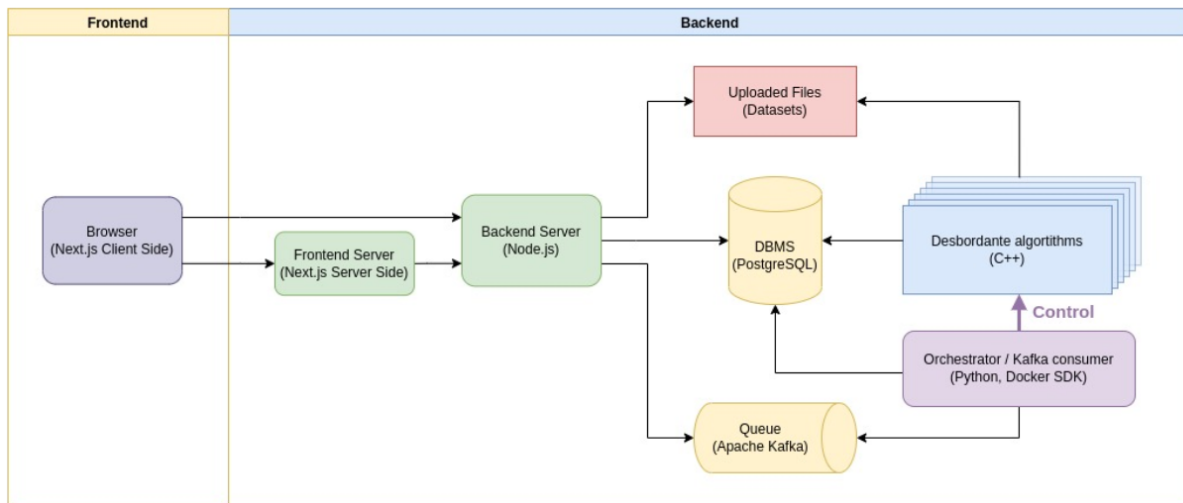 Frontend
Backend
Uploaded Files
(Datasets)
Browser
(Next.js Client Side)
Frontend Server
(Next.js Server Side)
Backend Server
(Node.js)
DBMS
(PostgreSQL)
Desbordante algortithms
(C++)
Control
Orchestrator / Kafka consumer
(Python, Docker SDK)
Queue
(Apache Kafka)